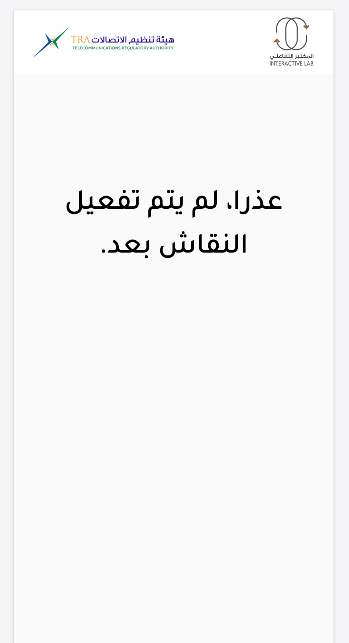 هيئة تنظيم الاتصالات TRA
TELECOMMUNICATIONS REGULATORY AUTHORITY
المختبر التفاعلي
INTERACTIVE LAB
عذرا، لم يتم تفعيل
النقاش بعد.